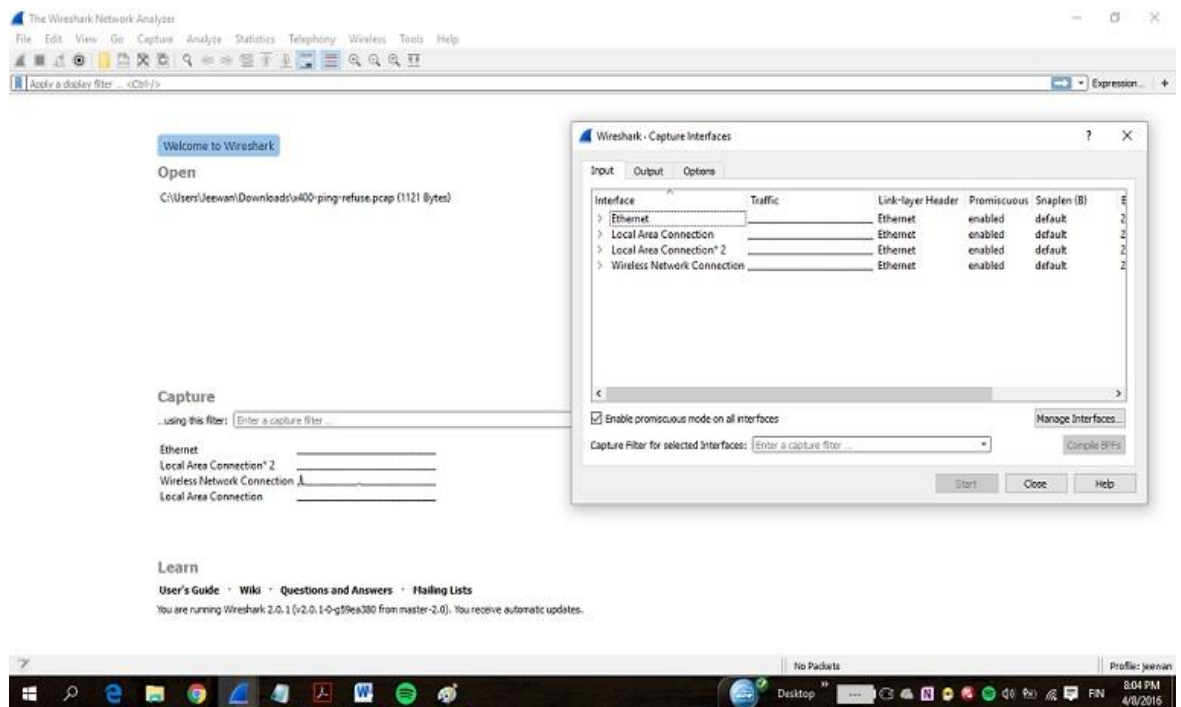 The Wireshark Network Analyzer
File Edit View Go Capture Analyze Statistics Telephony Wireless Tools Help
Apply a display filter ... <Ctrl-/>
Expression... +
Welcome to Wireshark
Open
C:\Users\Jeewan\Downloads\x400-ping-refuse.pcap (1121 Bytes)
Capture
...using this filter: Enter a capture filter ...
Ethernet
Local Area Connection* 2
Wireless Network Connection
Local Area Connection
Learn
User's Guide · Wiki · Questions and Answers · Mailing Lists
You are running Wireshark 2.0.1 (v2.0.1-0-g59ea380 from master-2.0). You receive automatic updates.
Wireshark - Capture Interfaces
Input Output Options
Interface Traffic Link-layer Header Promiscuous Snaplen (B)
Ethernet Ethernet enabled default 2
Local Area Connection Ethernet enabled default 2
Local Area Connection* 2 Ethernet enabled default 2
Wireless Network Connection Ethernet enabled default 2
Enable promiscuous mode on all interfaces
Manage Interfaces...
Capture Filter for selected Interfaces: Enter a capture filter ...
Compile BPFs
Start Close Help
No Packets
Profile: jeewan
Desktop
FIN
8:04 PM
4/8/2016